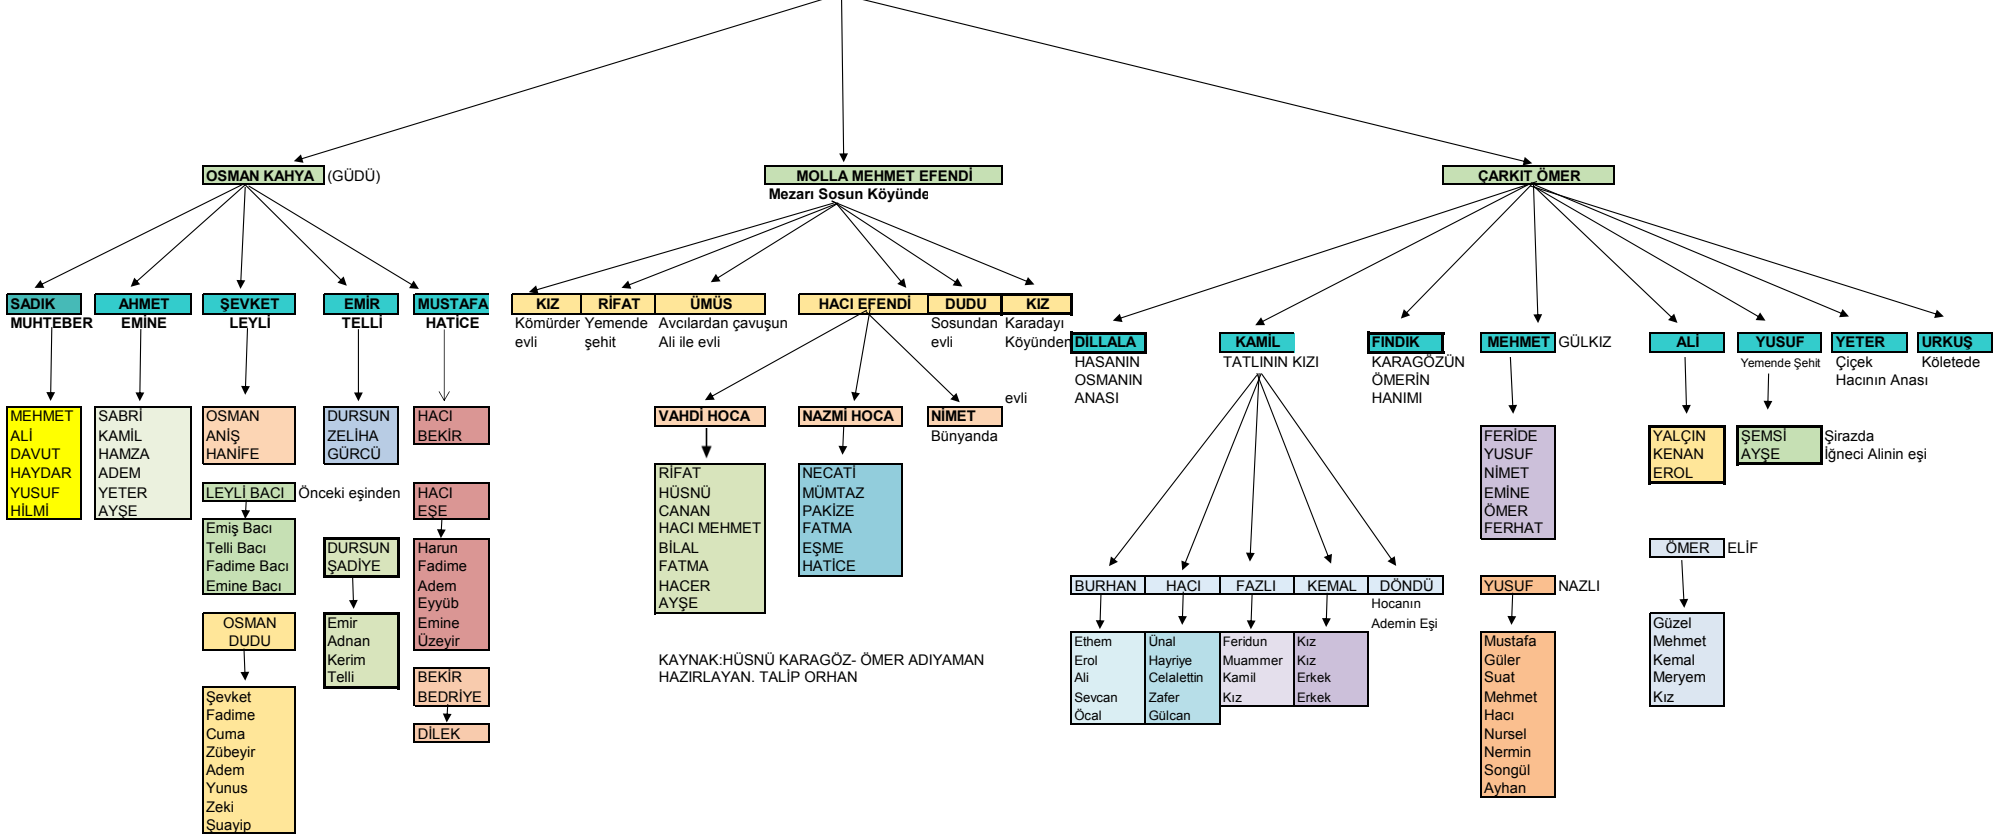 OSMAN KAHYA (GÜDÜ)
MOLLA MEHMET EFENDİ
Mezarı Sosun Köyünde
ÇARKIT ÖMER
SADIK
MUHTEBER
AHMET
EMİNE
ŞEVKET
LEYLİ
EMİR
TELLİ
MUSTAFA
HATİCE
KIZ
Kömürder
evli
RİFAT
Yemende
şehit
ÜMÜS
Avcılardan çavuşun
Ali ile evli
HACI EFENDİ
DUDU
Sosundan
evli
KIZ
Karadayı
Köyünden
evli
DİLLALA
HASANIN
OSMANIN
ANASI
KAMİL
TATLININ KIZI
FINDIK
KARAGÖZÜN
ÖMERİN
HANIMI
MEHMET GÜLKIZ
ALİ
YUSUF
Yemende Şehit
YETER
Çiçek
Hacının Anası
URKUŞ
Köletede
MEHMET
ALİ
DAVUT
HAYDAR
YUSUF
HİLMİ
SABRİ
KAMİL
HAMZA
ADEM
YETER
AYŞE
OSMAN
ANİŞ
HANİFE
LEYLİ BACI Önceki eşinden
Emiş Bacı
Telli Bacı
Fadime Bacı
Emine Bacı
OSMAN
DUDU
Şevket
Fadime
Cuma
Zübeyir
Adem
Yunus
Zeki
Şuayip
DURSUN
ZELİHA
GÜRCÜ
DURSUN
ŞADİYE
Emir
Adnan
Kerim
Telli
HACI
BEKİR
HACI
EŞE
Harun
Fadime
Adem
Eyyüb
Emine
Üzeyir
BEKİR
BEDRİYE
DİLEK
VAHDİ HOCA
RİFAT
HÜSNÜ
CANAN
HACI MEHMET
BİLAL
FATMA
HACER
AYŞE
NAZMİ HOCA
NECATİ
MÜMTAZ
PAKİZE
FATMA
EŞME
HATİCE
NİMET
Bünyanda
KAYNAK:HÜSNÜ KARAGÖZ- ÖMER ADIYAMAN
HAZIRLAYAN. TALİP ORHAN
BURHAN
Ethem
Erol
Ali
Sevcan
Öcal
HACI
Ünal
Hayriye
Celalettin
Zafer
Gülcan
FAZLI
Feridun
Muammer
Kamil
Kız
KEMAL
Kız
Kız
Erkek
Erkek
DÖNDÜ
Hocanın
Ademin Eşi
FERİDE
YUSUF
NİMET
EMİNE
ÖMER
FERHAT
YUSUF NAZLI
Mustafa
Güler
Suat
Mehmet
Hacı
Nursel
Nermin
Songül
Ayhan
YALÇIN
KENAN
EROL
ÖMER ELİF
Güzel
Mehmet
Kemal
Meryem
Kız
ŞEMSİ Şirazda
AYŞE İğneci Alinin eşi